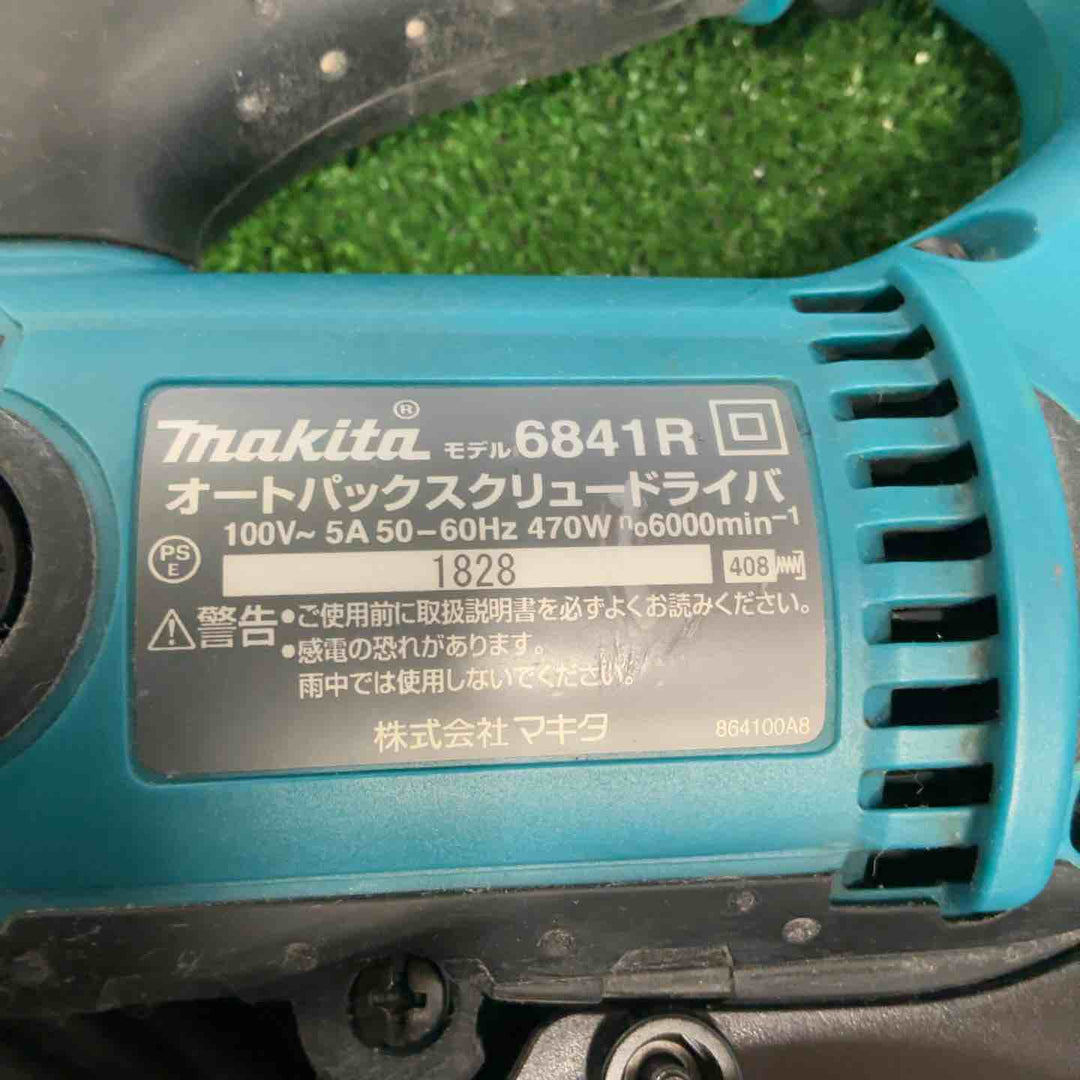 makita® モデル 6841R
オートパックスクリュードライバ
100V~ 5A 50-60Hz 470W n₀6000min⁻¹
PS E
1828
408
警告 •ご使用前に取扱説明書を必ずよくお読みください。
•感電の恐れがあります。
雨中では使用しないでください。
株式会社マキタ
864100A8